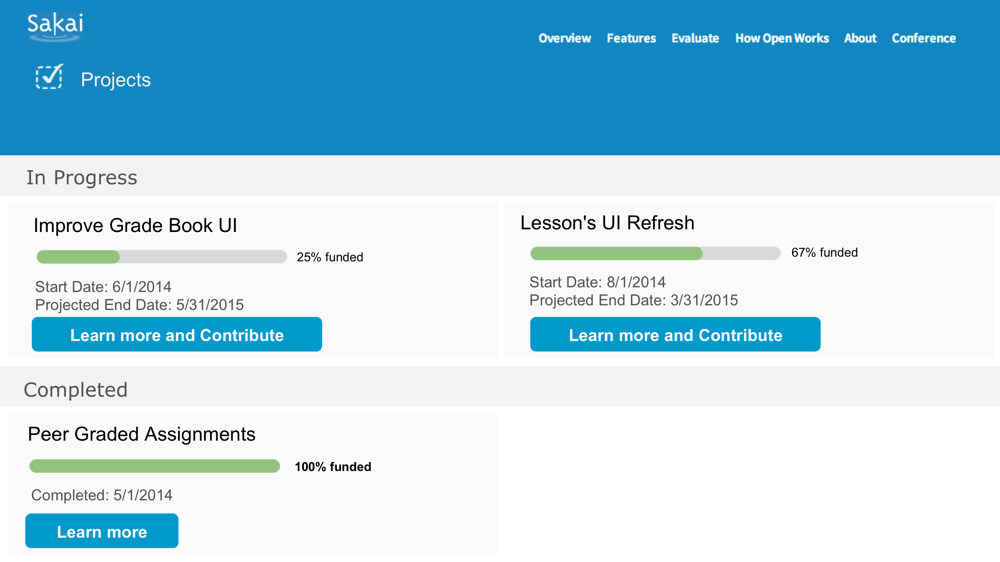 Sakai
Overview Features Evaluate How Open Works About Conference
Projects
In Progress
Improve Grade Book UI
25% funded
Start Date: 6/1/2014
Projected End Date: 5/31/2015
Learn more and Contribute
Lesson's UI Refresh
67% funded
Start Date: 8/1/2014
Projected End Date: 3/31/2015
Learn more and Contribute
Completed
Peer Graded Assignments
100% funded
Completed: 5/1/2014
Learn more